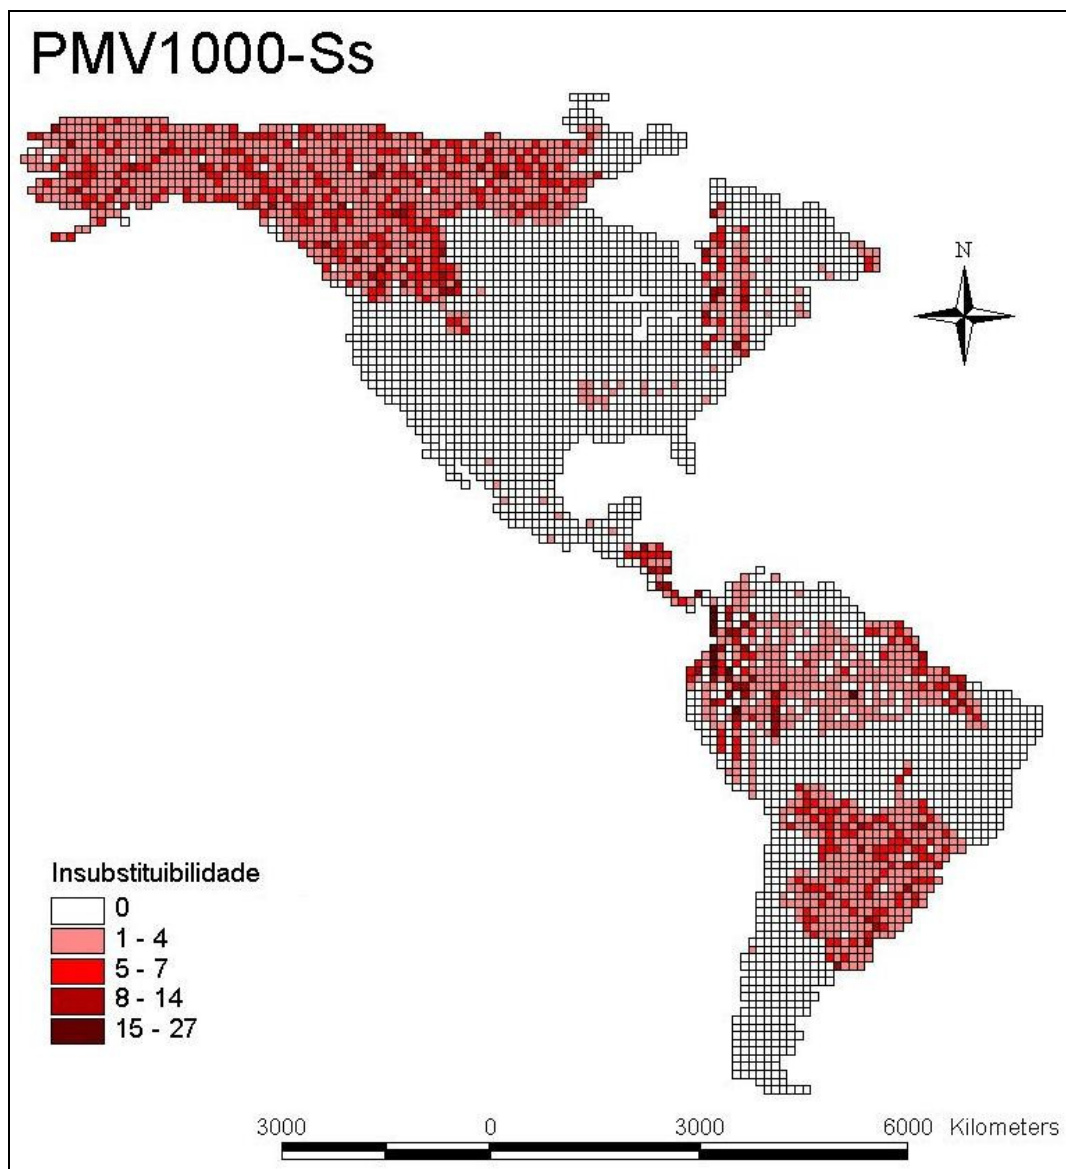 PMV1000-Ss
N
Insubstituibilidade
0
1 - 4
5 - 7
8 - 14
15 - 27
3000 0 3000 6000 Kilometers